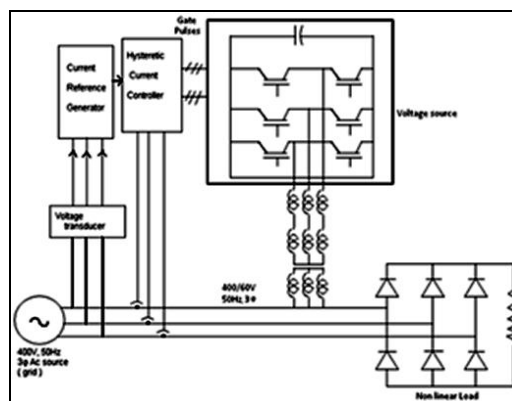 Gate
Pulses
Hysteretic
Current
Controller
Current
Reference
Generator
Voltage source
Voltage
transducer
400/60V
50Hz, 3Φ
400V, 50Hz
3φ Ac source
( grid )
Non linear Load